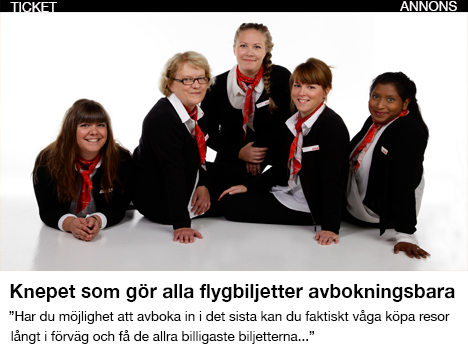 TICKET ANNONS
Knepet som gör alla flygbiljetter avbokningsbara
”Har du möjlighet att avboka in i det sista kan du faktiskt våga köpa resor
långt i förväg och få de allra billigaste biljetterna...”